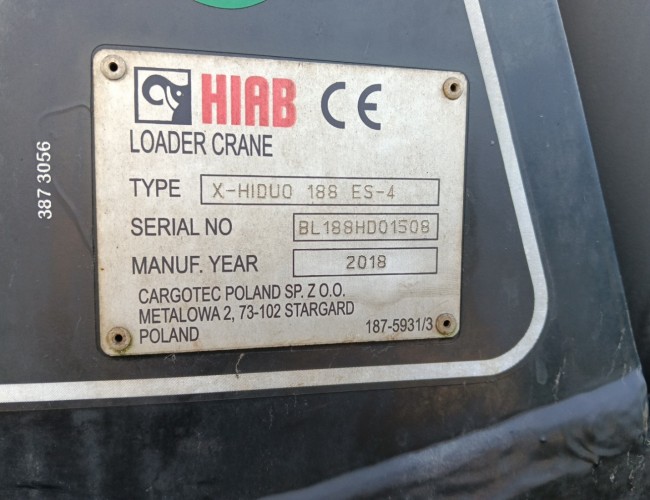 HIAB CE
LOADER CRANE
TYPE X-HIDUO 188 ES-4
SERIAL NO BL188HD01508
MANUF. YEAR 2018
CARGOTEC POLAND SP. Z O.O.
METALOWA 2, 73-102 STARGARD
POLAND 187-5931/3
387 3056